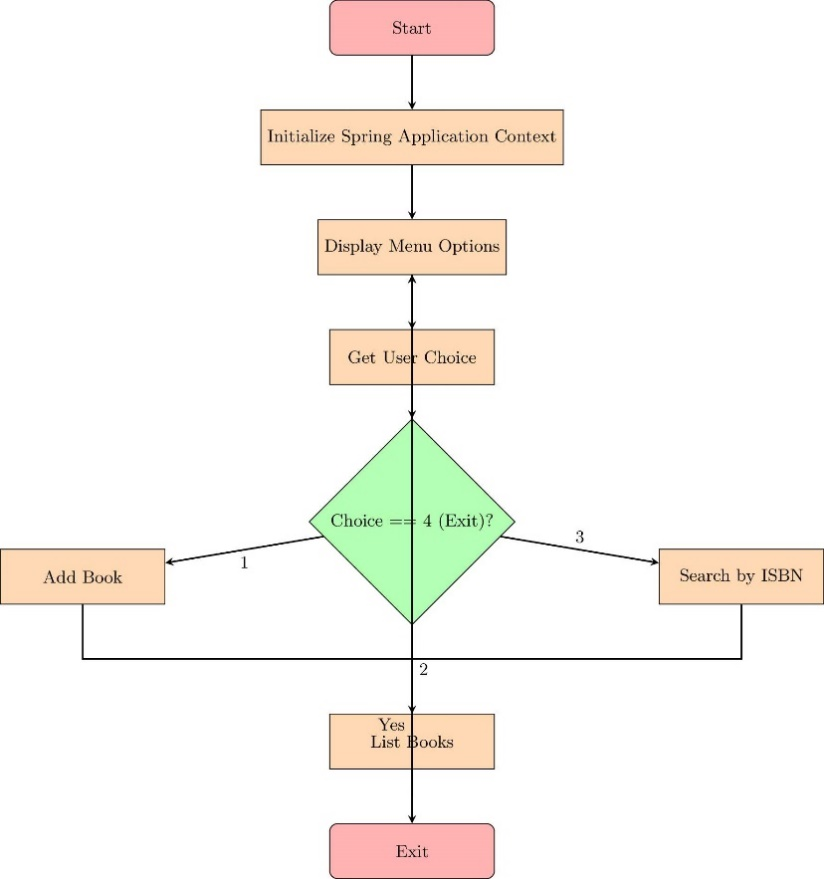 Start
Initialize Spring Application Context
Display Menu Options
Get User Choice
Choice == 4 (Exit)?
1
3
Add Book
Search by ISBN
2
Yes
List Books
Exit